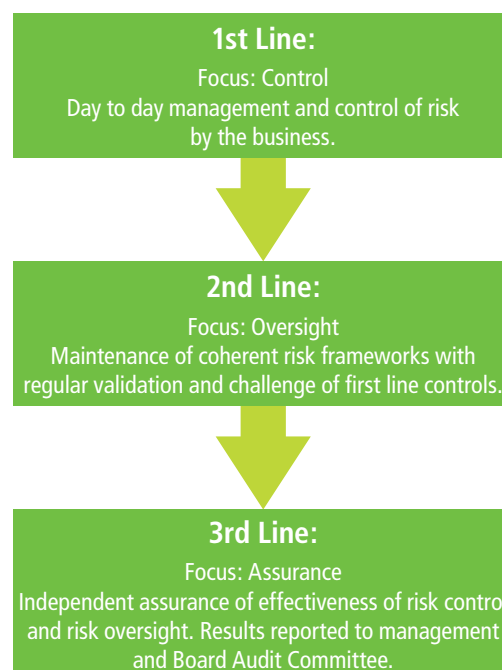 1st Line:
Focus: Control
Day to day management and control of risk
by the business.
2nd Line:
Focus: Oversight
Maintenance of coherent risk frameworks with
regular validation and challenge of first line controls.
3rd Line:
Focus: Assurance
Independent assurance of effectiveness of risk control
and risk oversight. Results reported to management
and Board Audit Committee.